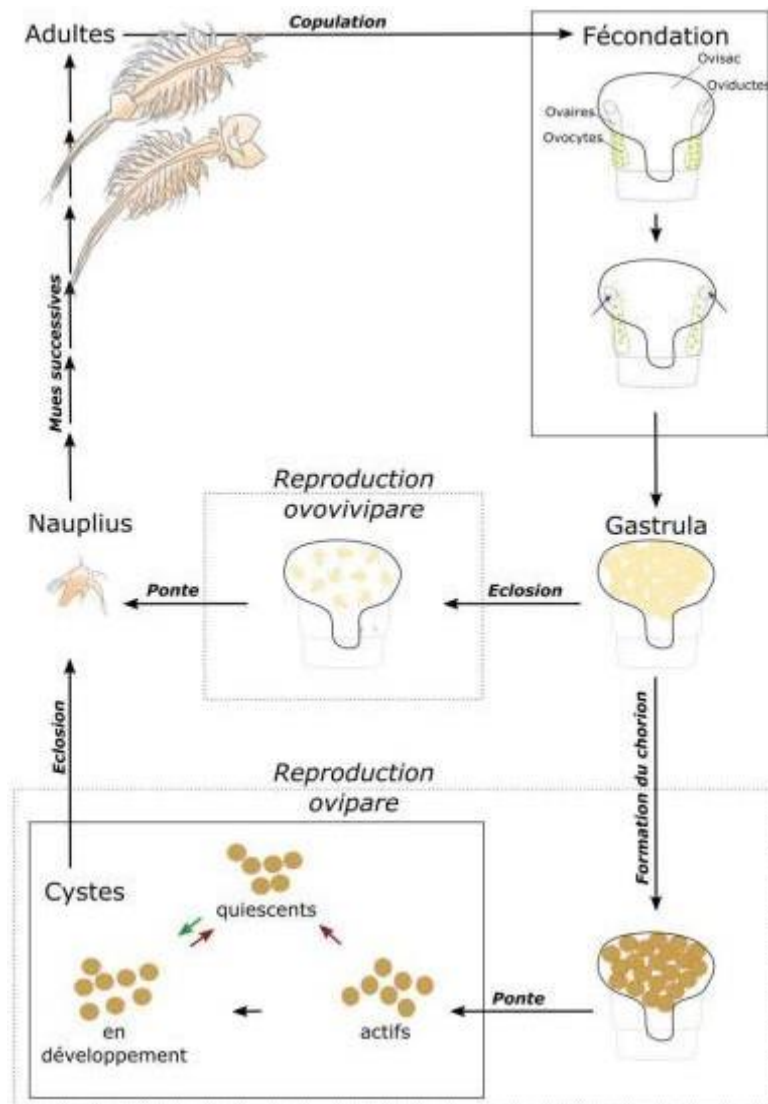 Adultes
Copulation
Fécondation
Ovisac
Oviductes
Ovaires
Ovocytes
Mues successives
Reproduction
ovovivipare
Nauplius
Gastrula
Ponte
Eclosion
Eclosion
Formation du chorion
Reproduction
ovipare
Cystes
quiescents
Ponte
en
développement
actifs